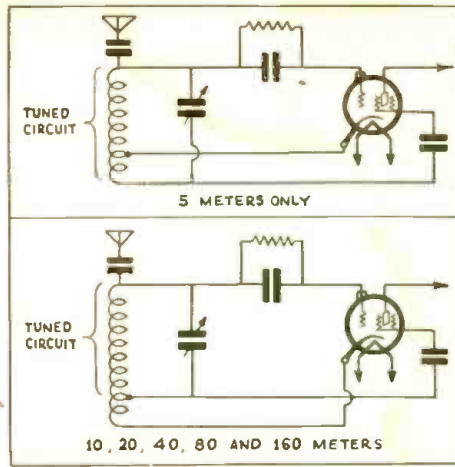 TUNED
CIRCUIT
5 METERS ONLY
TUNED
CIRCUIT
10, 20, 40, 80 AND 160 METERS